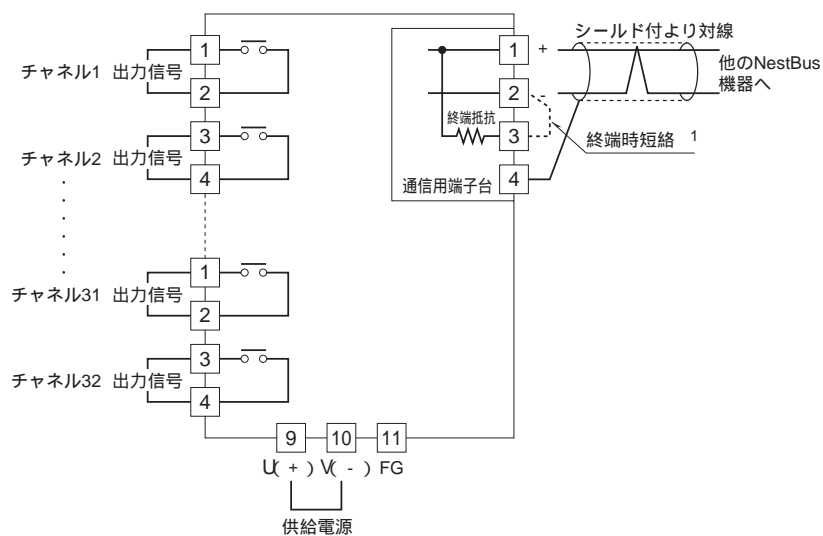 チャネル1 出力信号
1
2
チャネル2 出力信号
3
4
チャネル31 出力信号
1
2
チャネル32 出力信号
3
4
1 +
2 -
終端抵抗
3
通信用端子台
4
シールド付より対線
他のNestBus
機器へ
終端時短絡 1
9 10 11
U( + ) V( - ) FG
供給電源